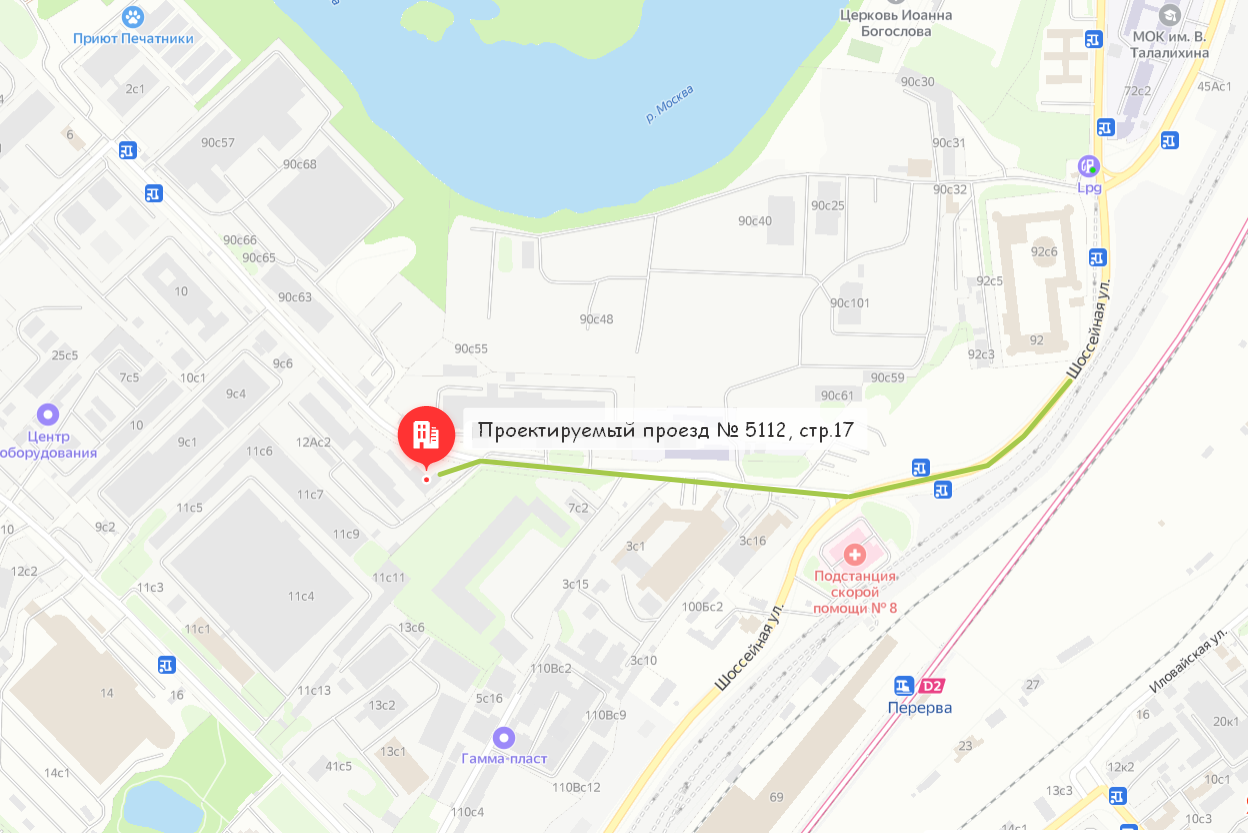 Приют Печатники
Церковь Иоанна
Богослова
МОК им. В.
Талалихина
2с1
90с30
72с2
45Ас1
р. Москва
6
90с57
90с68
90с31
Lpg
90с32
90с25
90с40
90с66
90с65
92с6
10
90с63
92с5
90с101
Шоссейная ул.
90с48
90с55
92
92с3
25с5
9с6
7с5
10с1
9с4
90с59
90с61
Центр
оборудования
10
9с1
12Ас2
Проектируемый проезд № 5112, стр.17
11с6
11с7
11с5
7с2
9с2
10
11с9
3с1
3с16
12с2
11с11
11с3
3с15
11с4
Подстанция
скорой
помощи № 8
100Бс2
11с1
13с6
Шоссейная ул.
Иловайская ул.
3с10
110Вс2
14
16
11с13
13с2
5с16
110Вс9
D2
Перерва
27
16
20к1
13с1
Гамма-пласт
23
14с1
41с5
12к2
10с1
110Вс12
69
13с3
110с4
14с1